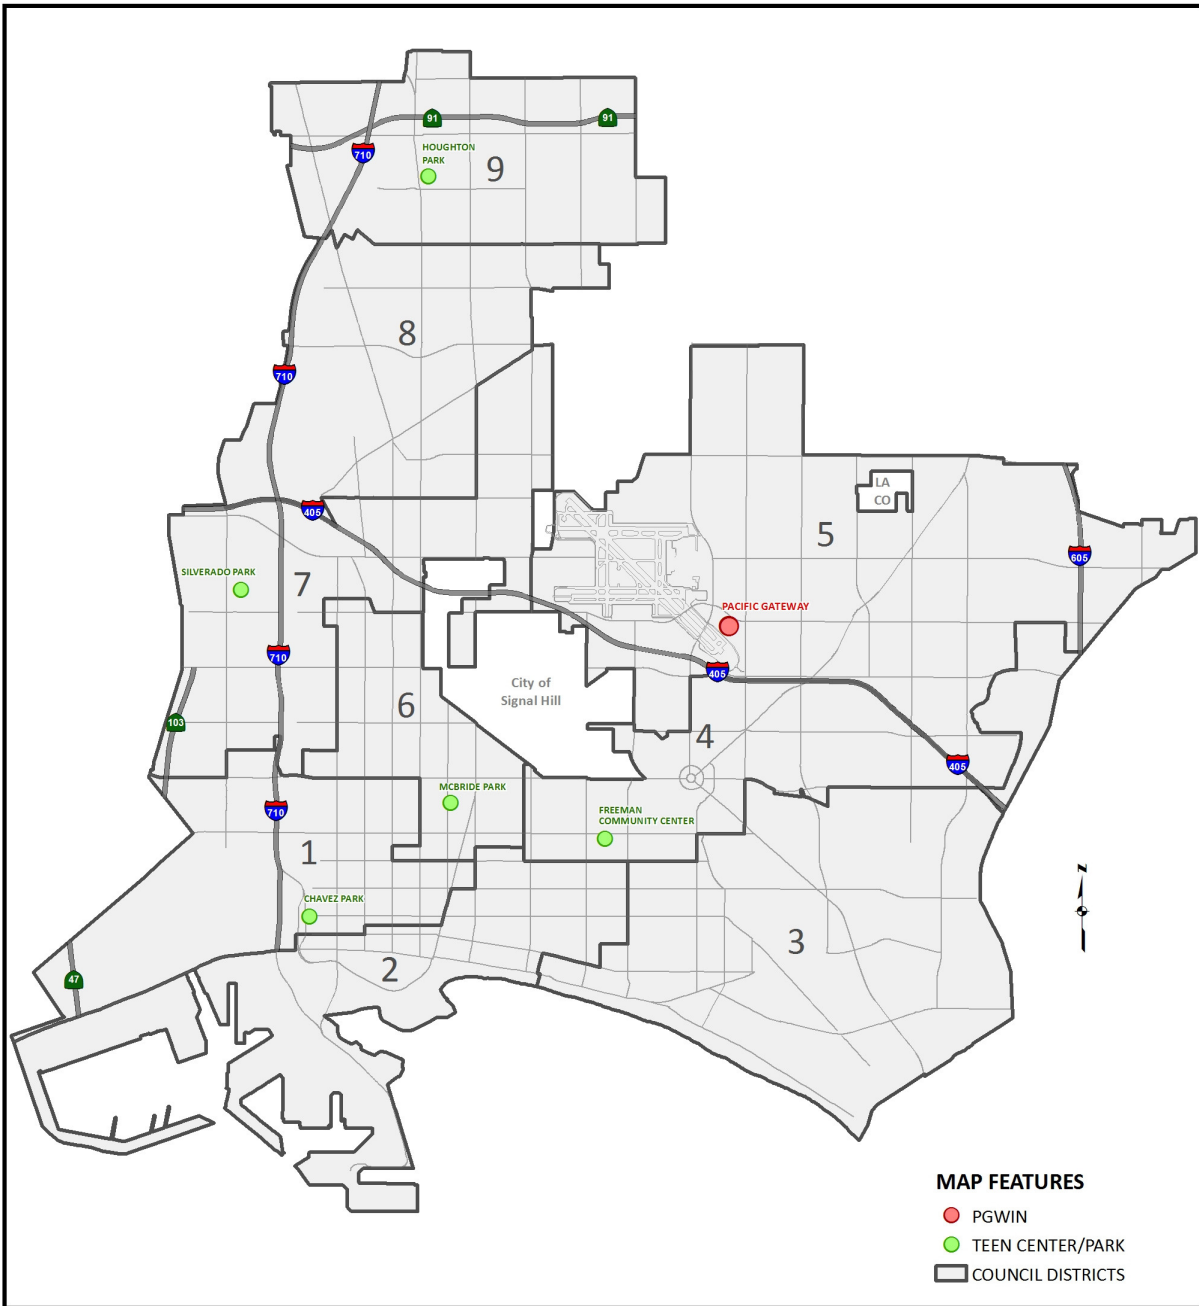 91
91
710
HOUGHTON
PARK
9
8
710
LA
CO
405
5
605
SILVERADO PARK
7
PACIFIC GATEWAY
710
405
City of
Signal Hill
6
103
4
405
MCBRIDE PARK
710
FREEMAN
COMMUNITY CENTER
1
z
CHAVEZ PARK
3
2
47
MAP FEATURES
PGWIN
TEEN CENTER/PARK
COUNCIL DISTRICTS